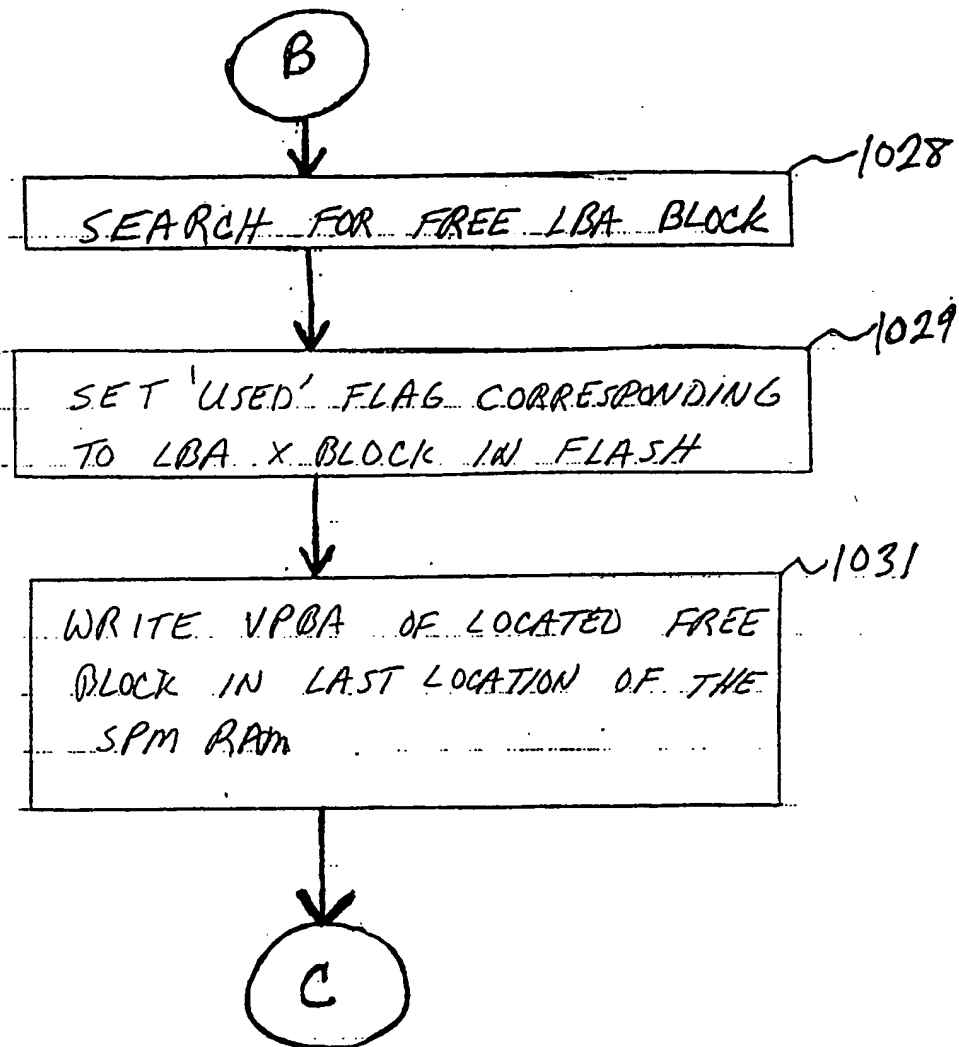 B
1028
SEARCH FOR FREE LBA BLOCK
1029
SET 'USED' FLAG CORRESPONDING
TO LBA X BLOCK IN FLASH
1031
WRITE VPBA OF LOCATED FREE
BLOCK IN LAST LOCATION OF THE
SPM RAM
C